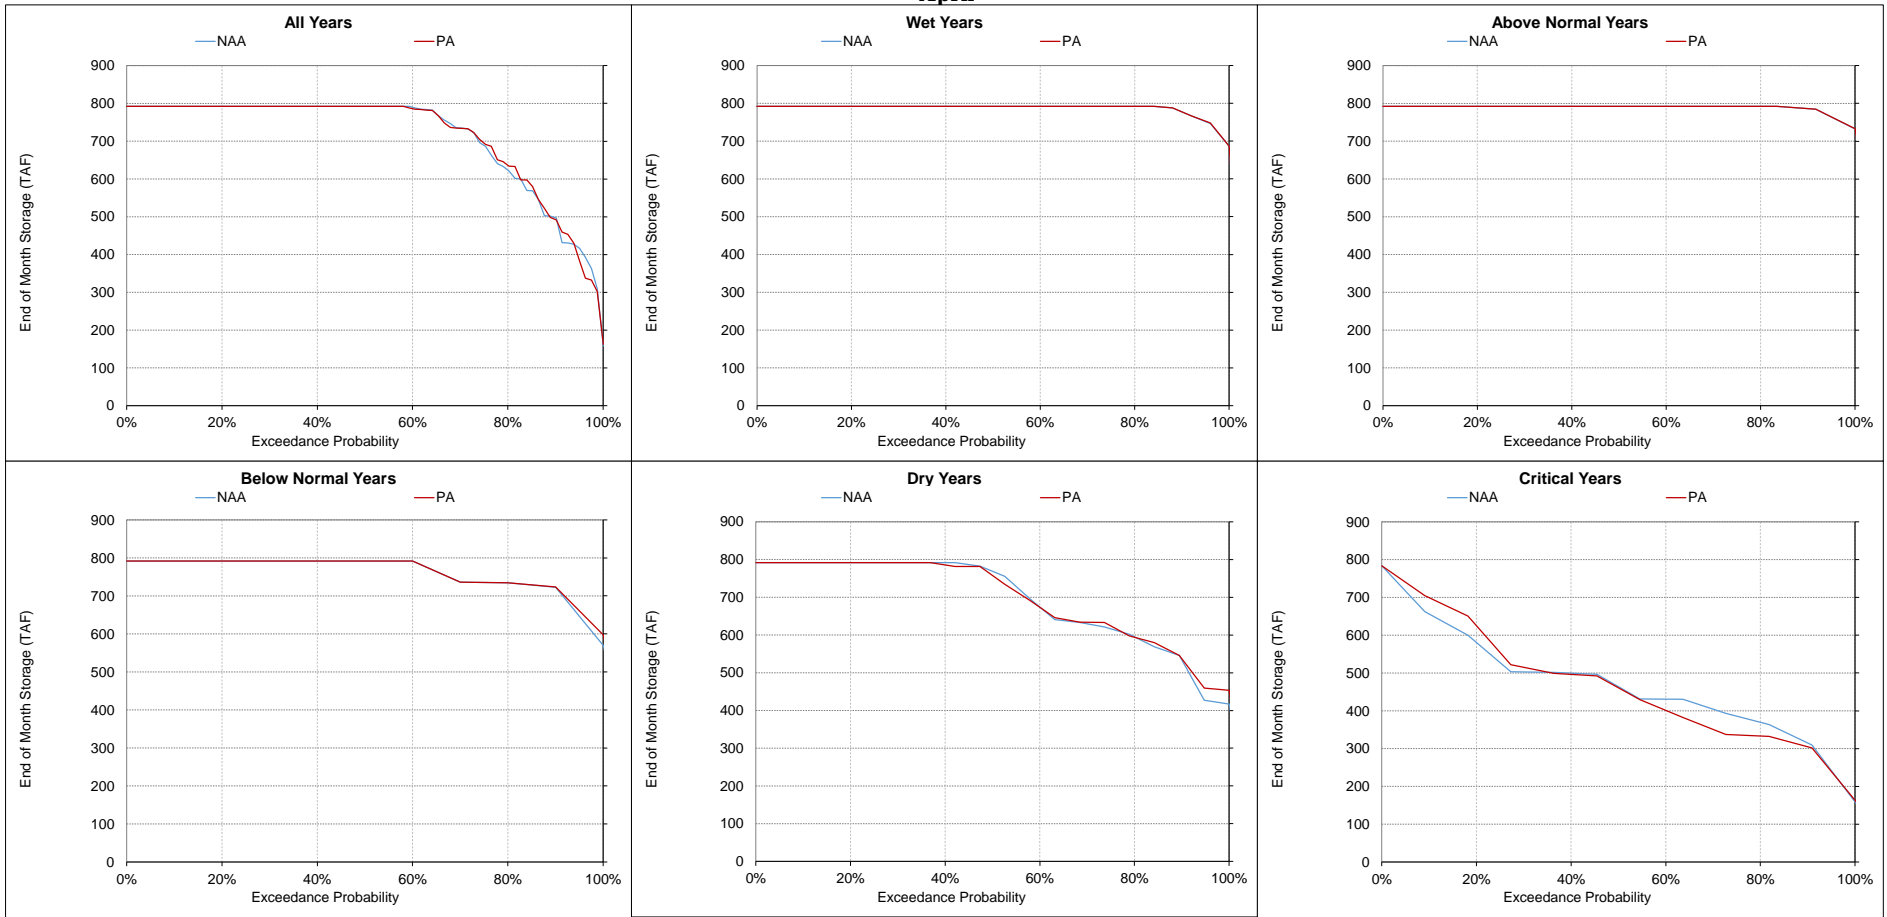 All Years
NAA PA
End of Month Storage (TAF)
900
800
700
600
500
400
300
200
100
0
0% 20% 40% 60% 80% 100%
Exceedance Probability
Wet Years
NAA PA
End of Month Storage (TAF)
900
800
700
600
500
400
300
200
100
0
0% 20% 40% 60% 80% 100%
Exceedance Probability
Above Normal Years
NAA PA
End of Month Storage (TAF)
900
800
700
600
500
400
300
200
100
0
0% 20% 40% 60% 80% 100%
Exceedance Probability
Below Normal Years
NAA PA
End of Month Storage (TAF)
900
800
700
600
500
400
300
200
100
0
0% 20% 40% 60% 80% 100%
Exceedance Probability
Dry Years
NAA PA
End of Month Storage (TAF)
900
800
700
600
500
400
300
200
100
0
0% 20% 40% 60% 80% 100%
Exceedance Probability
Critical Years
NAA PA
End of Month Storage (TAF)
900
800
700
600
500
400
300
200
100
0
0% 20% 40% 60% 80% 100%
Exceedance Probability